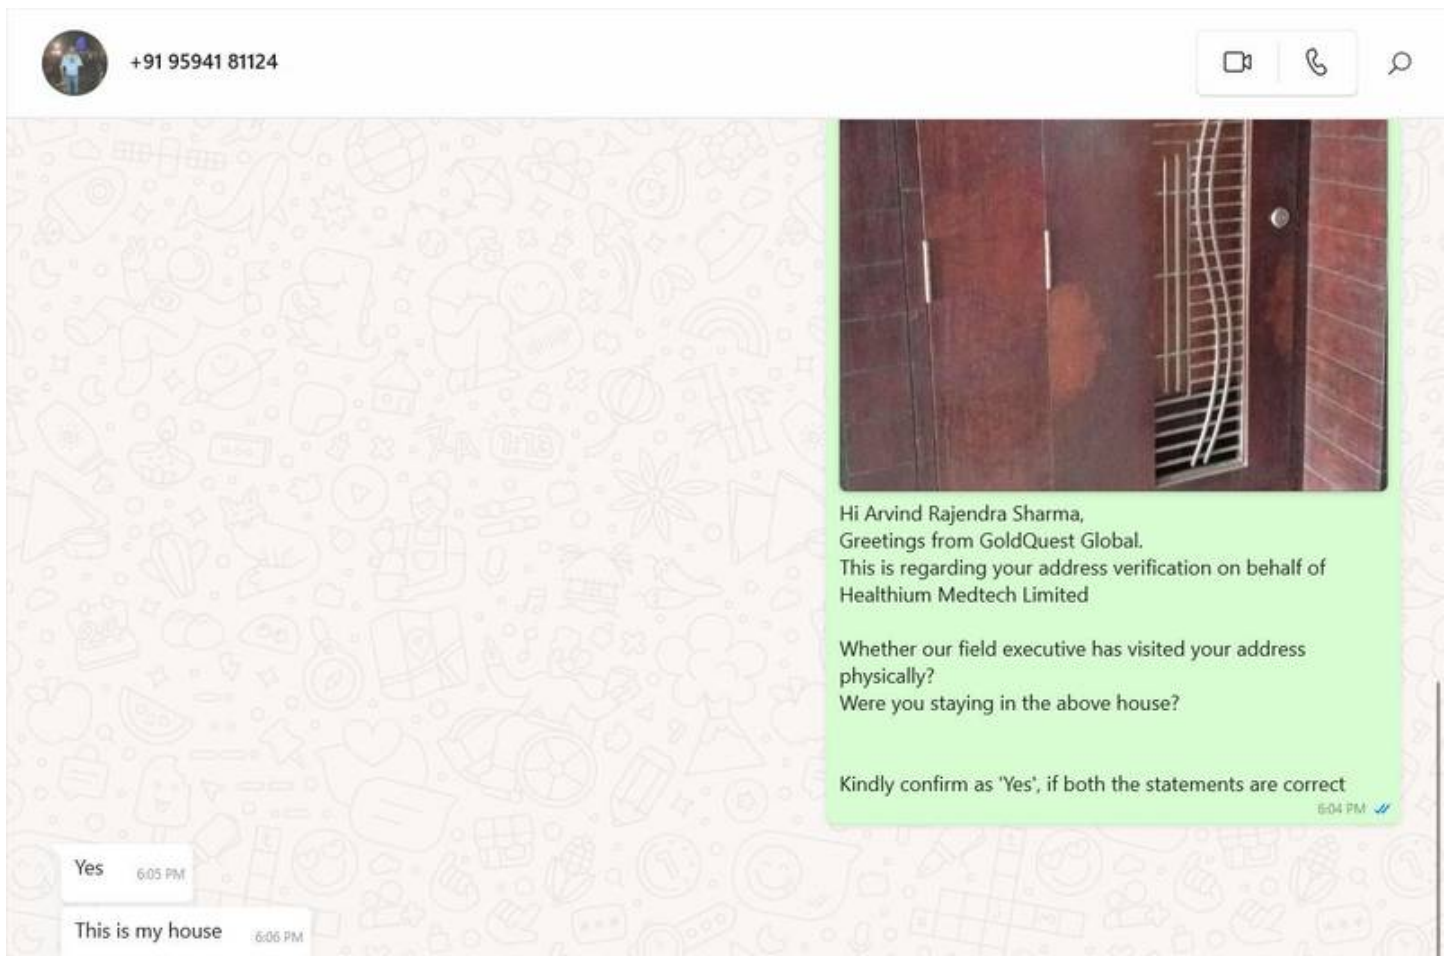 +91 95941 81124
Hi Arvind Rajendra Sharma,
Greetings from GoldQuest Global.
This is regarding your address verification on behalf of
Healthium Medtech Limited
Whether our field executive has visited your address
physically?
Were you staying in the above house?
Kindly confirm as 'Yes', if both the statements are correct
6:04 PM
Yes 6:05 PM
This is my house 6:06 PM